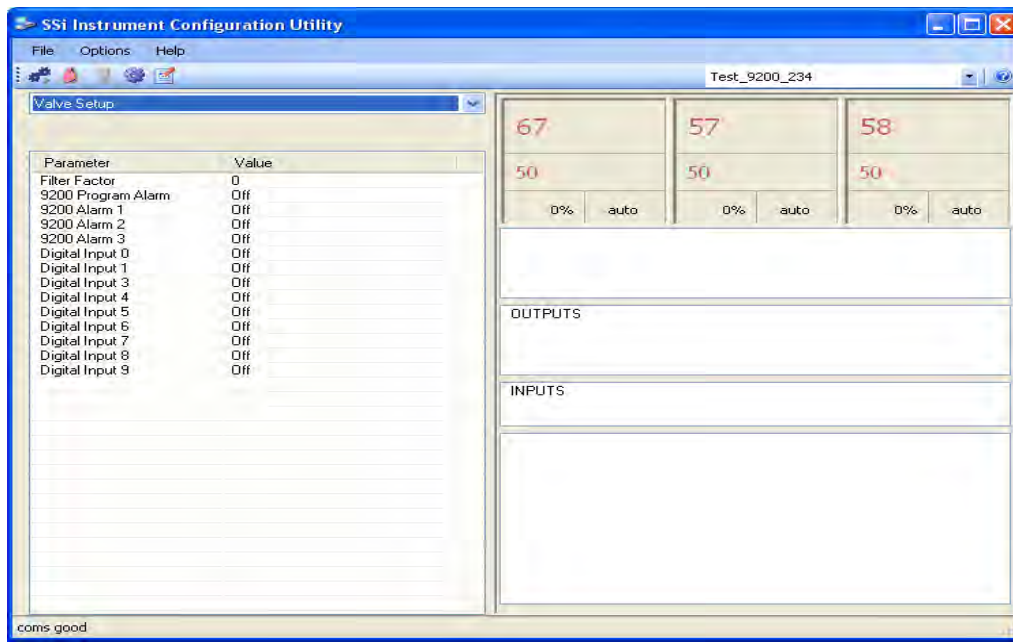 SSi Instrument Configuration Utility
File Options Help
Test_9200_234
Valve Setup
Parameter Value
Filter Factor 0
9200 Program Alarm Off
9200 Alarm 1 Off
9200 Alarm 2 Off
9200 Alarm 3 Off
Digital Input 0 Off
Digital Input 1 Off
Digital Input 3 Off
Digital Input 4 Off
Digital Input 5 Off
Digital Input 6 Off
Digital Input 7 Off
Digital Input 8 Off
Digital Input 9 Off
67 57 58
50 50 50
0% auto 0% auto 0% auto
OUTPUTS
INPUTS
coms good